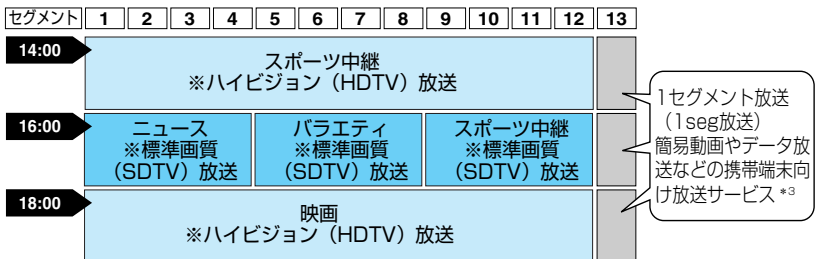 セグメント 1 2 3 4 5 6 7 8 9 10 11 12 13
14:00
スポーツ中継
※ハイビジョン（HDTV）放送
16:00
ニュース
※標準画質
（SDTV）放送
バラエティ
※標準画質
（SDTV）放送
スポーツ中継
※標準画質
（SDTV）放送
18:00
映画
※ハイビジョン（HDTV）放送
1セグメント放送
（1seg放送）
簡易動画やデータ放
送などの携帯端末向
け放送サービス *3